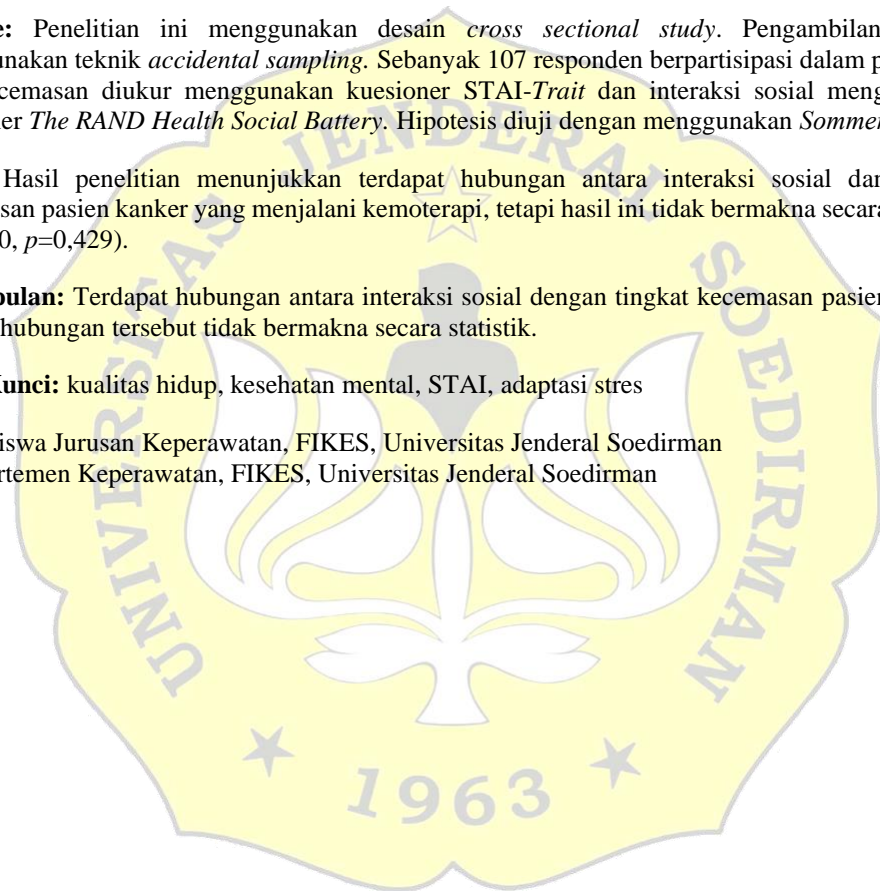 e: Penelitian ini menggunakan desain cross sectional study. Pengambilan
unakan teknik accidental sampling. Sebanyak 107 responden berpartisipasi dalam p
ecemasan diukur menggunakan kuesioner STAI-Trait dan interaksi sosial meng
ner The RAND Health Social Battery. Hipotesis diuji dengan menggunakan Sommer
Hasil penelitian menunjukkan terdapat hubungan antara interaksi sosial dan
san pasien kanker yang menjalani kemoterapi, tetapi hasil ini tidak bermakna secara
0, p=0,429).
pulan: Terdapat hubungan antara interaksi sosial dengan tingkat kecemasan pasien
hubungan tersebut tidak bermakna secara statistik.
Kunci: kualitas hidup, kesehatan mental, STAI, adaptasi stres
iswa Jurusan Keperawatan, FIKES, Universitas Jenderal Soedirman
rtemen Keperawatan, FIKES, Universitas Jenderal Soedirman
UNIVERSITAS JENDERAL SOEDIRMAN
1963